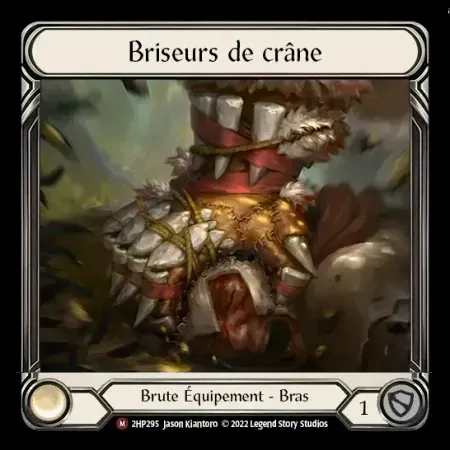 Briseurs de crâne
Brute Équipement - Bras
1
M 2HP295 Jason Kiantoro © 2022 Legend Story Studios